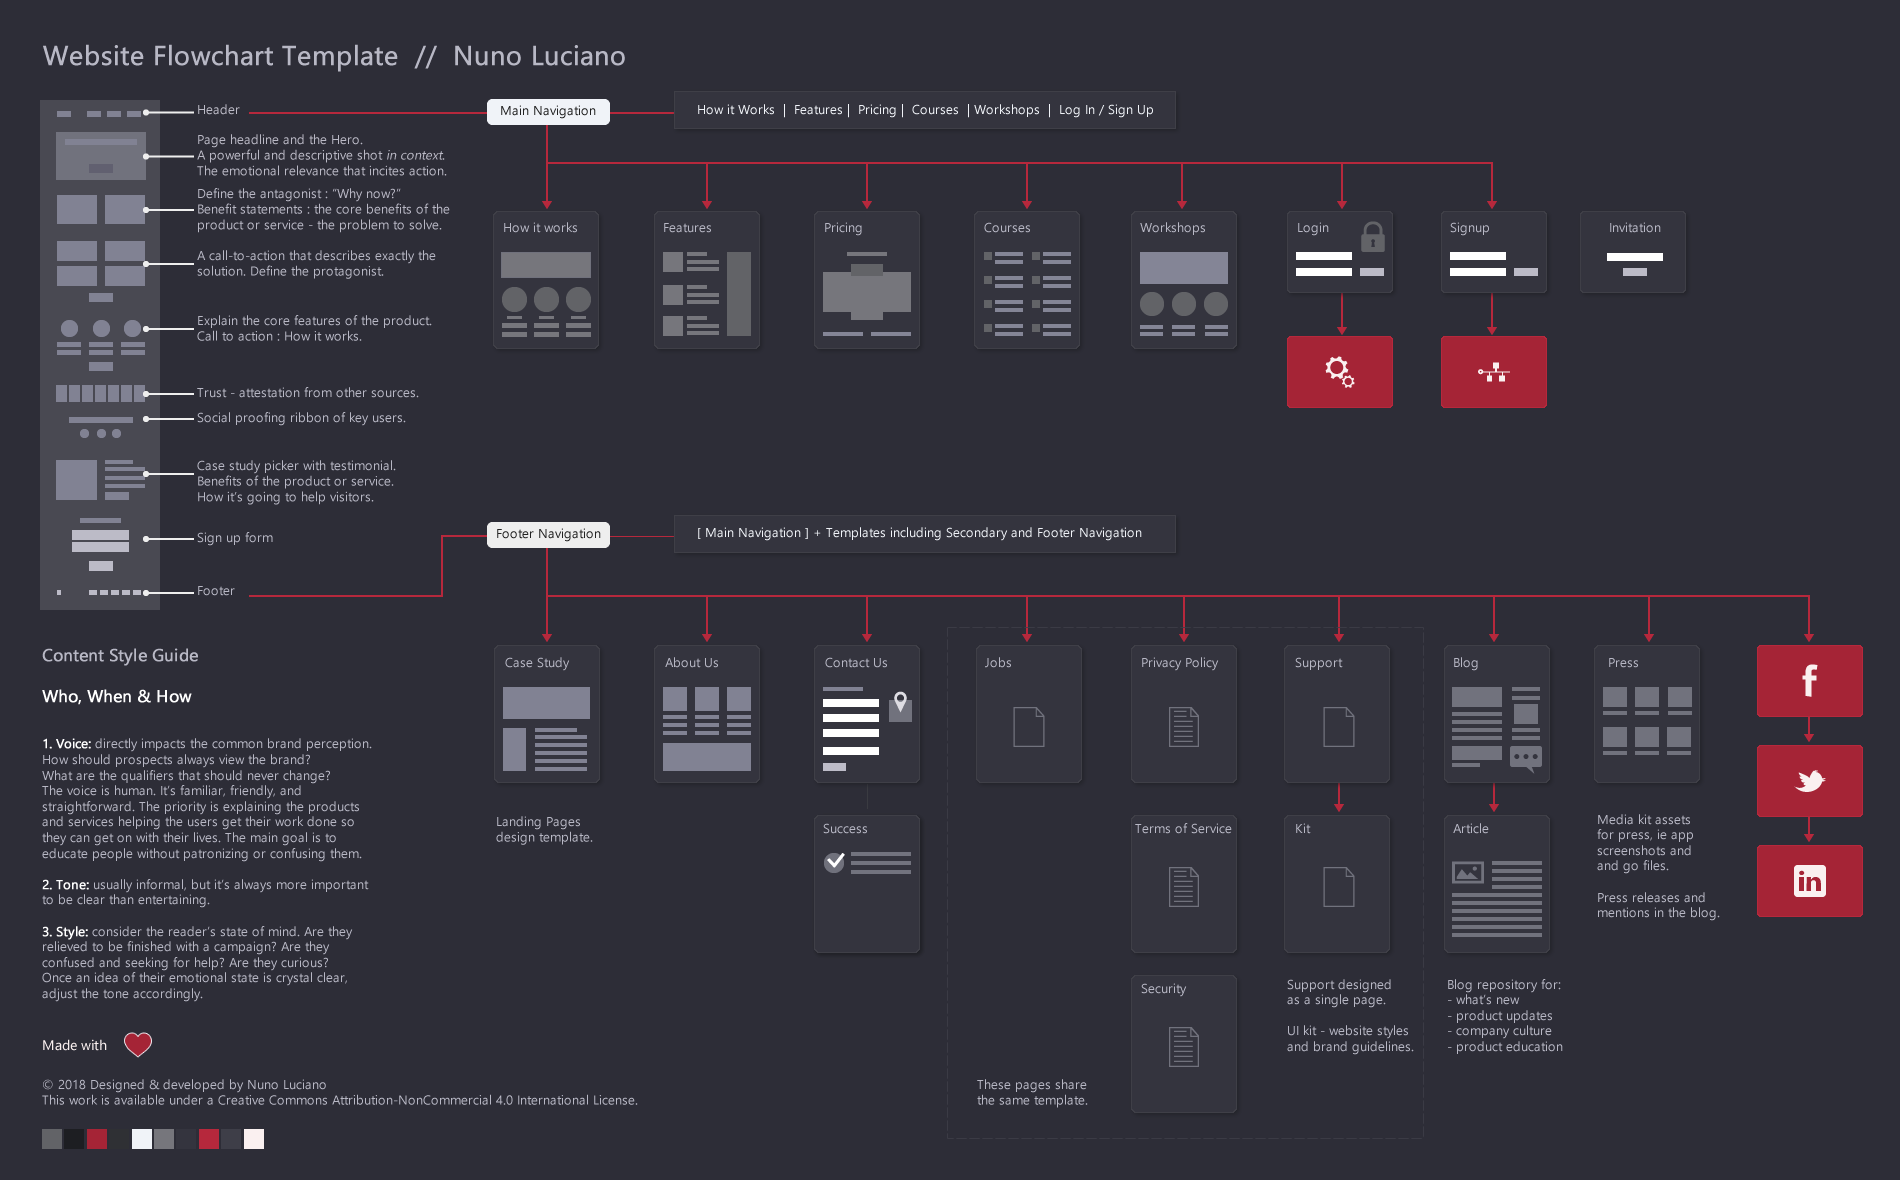 Website Flowchart Template // Nuno Luciano
Header
Page headline and the Hero.
A powerful and descriptive shot in context.
The emotional relevance that incites action.
Define the antagonist : "Why now?"
Benefit statements : the core benefits of the
product or service - the problem to solve.
A call-to-action that describes exactly the
solution. Define the protagonist.
Explain the core features of the product.
Call to action : How it works.
Trust - attestation from other sources.
Social proofing ribbon of key users.
Case study picker with testimonial.
Benefits of the product or service.
How it's going to help visitors.
Sign up form
Footer
Main Navigation
How it Works | Features | Pricing | Courses | Workshops | Log In / Sign Up
How it works
Features
Pricing
Courses
Workshops
Login
Signup
Invitation
Footer Navigation
[ Main Navigation ] + Templates including Secondary and Footer Navigation
Case Study
About Us
Contact Us
Jobs
Privacy Policy
Support
Blog
Press
f
in
Landing Pages
design template.
Success
Terms of Service
Kit
Article
Media kit assets
for press, ie app
screenshots and
and go files.
Press releases and
mentions in the blog.
Security
Support designed
as a single page.
UI kit - website styles
and brand guidelines.
Blog repository for:
- what's new
- product updates
- company culture
- product education
These pages share
the same template.
Content Style Guide
Who, When & How
1. Voice: directly impacts the common brand perception.
How should prospects always view the brand?
What are the qualifiers that should never change?
The voice is human. It's familiar, friendly, and
straightforward. The priority is explaining the products
and services helping the users get their work done so
they can get on with their lives. The main goal is to
educate people without patronizing or confusing them.
2. Tone: usually informal, but it's always more important
to be clear than entertaining.
3. Style: consider the reader's state of mind. Are they
relieved to be finished with a campaign? Are they
confused and seeking for help? Are they curious?
Once an idea of their emotional state is crystal clear,
adjust the tone accordingly.
Made with
© 2018 Designed & developed by Nuno Luciano
This work is available under a Creative Commons Attribution-NonCommercial 4.0 International License.